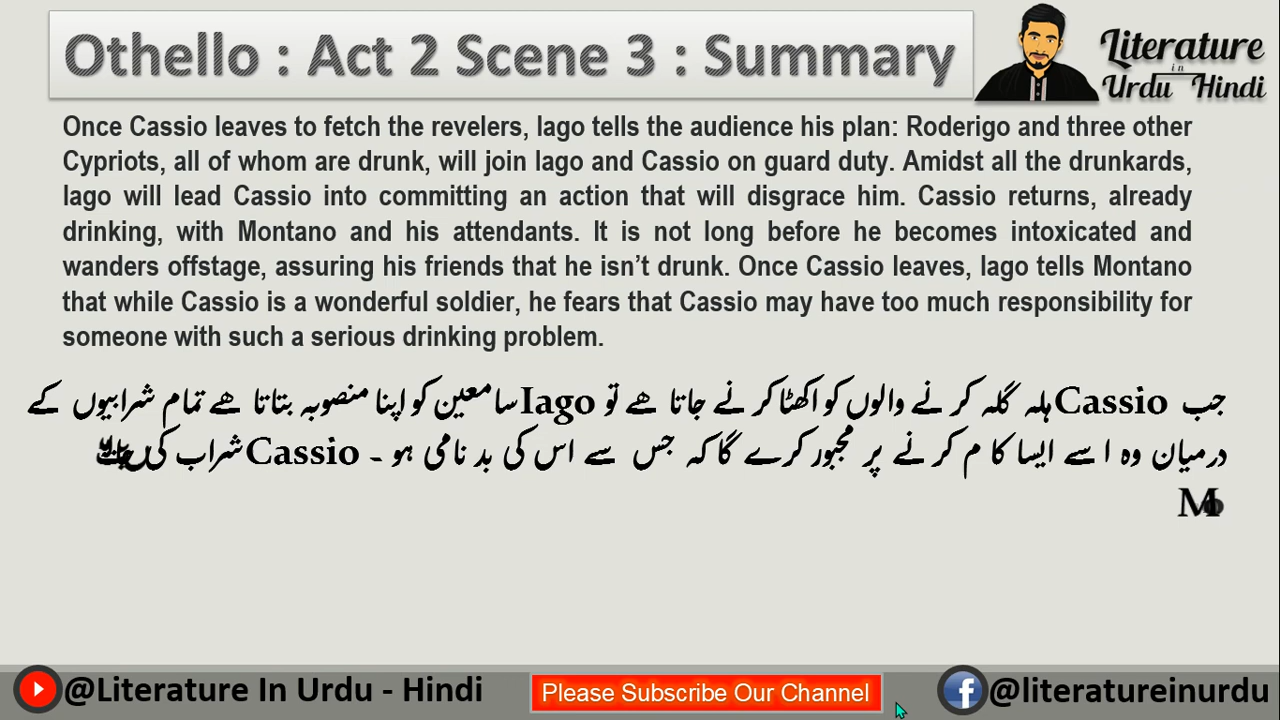 Othello : Act 2 Scene 3 : Summary
Literature
in
Urdu Hindi
Once Cassio leaves to fetch the revelers, Iago tells the audience his plan: Roderigo and three other
Cypriots, all of whom are drunk, will join Iago and Cassio on guard duty. Amidst all the drunkards,
Iago will lead Cassio into committing an action that will disgrace him. Cassio returns, already
drinking, with Montano and his attendants. It is not long before he becomes intoxicated and
wanders offstage, assuring his friends that he isn’t drunk. Once Cassio leaves, Iago tells Montano
that while Cassio is a wonderful soldier, he fears that Cassio may have too much responsibility for
someone with such a serious drinking problem.
جب Cassio ہلہ گلہ کرنے والوں کو اکھٹا کرنے جاتا ھے تو Iago سامعین کو اپنا منصوبہ بتاتا ھے تمام شرابیوں کے
درمیان وہ اسے ایسا کام کرنے پر مجبور کرے گا کہ جس سے اس کی بدنامی ہو ۔ Cassio شراب کی
@Literature In Urdu - Hindi
Please Subscribe Our Channel
@literatureinurdu